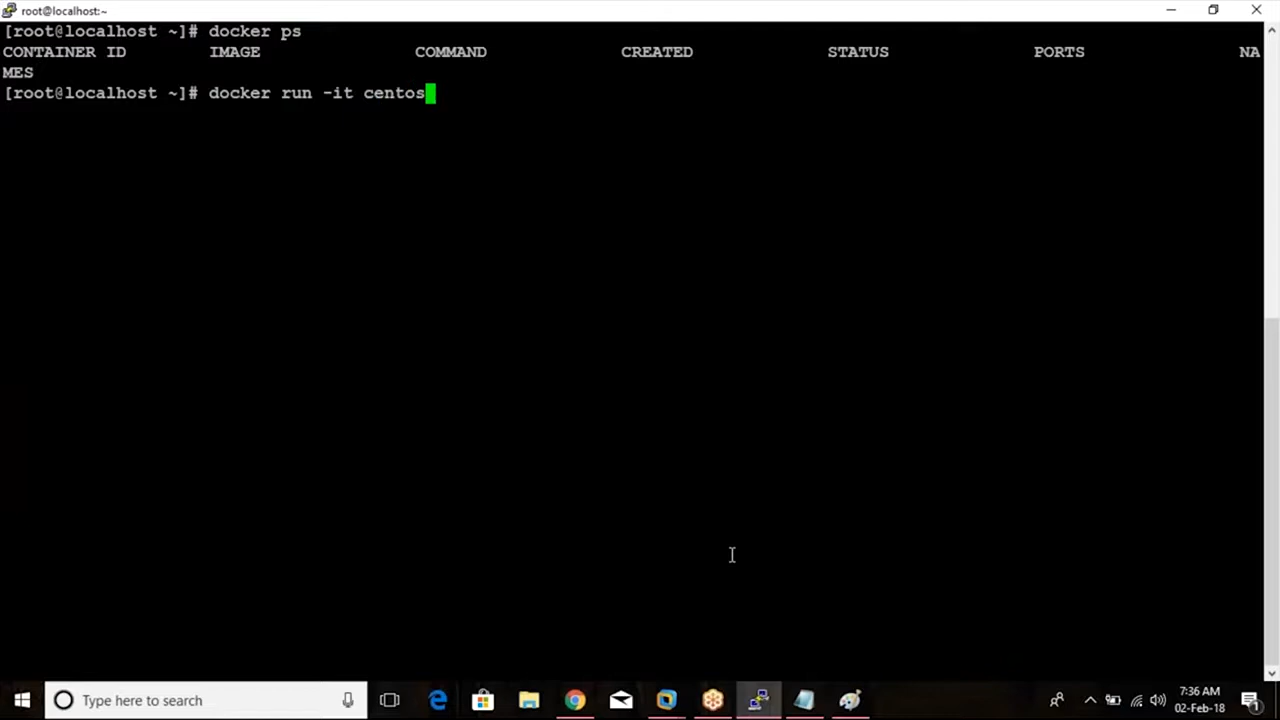 root@localhost:~
[root@localhost ~]# docker ps
CONTAINER ID IMAGE COMMAND CREATED STATUS PORTS NA
MES
[root@localhost ~]# docker run -it centos
Type here to search
7:36 AM
02-Feb-18
1